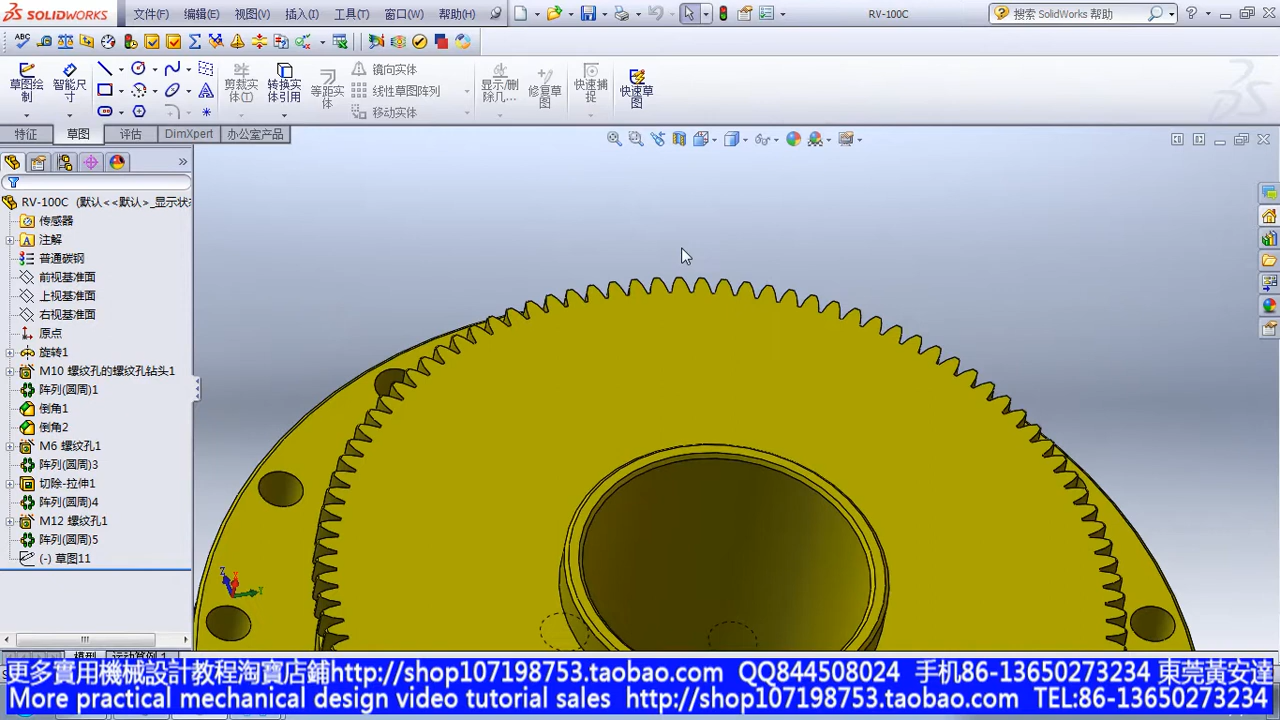 SOLIDWORKS 文件(F) 编辑(E) 视图(V) 插入(I) 工具(T) 窗口(W) 帮助(H) RV-100C 搜索 SolidWorks 帮助
草图绘制
智能尺寸
剪裁实体(T)
转换实体引用
等距实体
镜向实体
线性草图阵列
移动实体
显示/删除几...
修复草图
快速捕捉
快速草图
特征 草图 评估 DimXpert 办公室产品
RV-100C (默认<<默认>_显示状
传感器
注解
普通碳钢
前视基准面
上视基准面
右视基准面
原点
旋转1
M10 螺纹孔的螺纹孔钻头1
阵列(圆周)1
倒角1
倒角2
M6 螺纹孔1
阵列(圆周)3
切除-拉伸1
阵列(圆周)4
M12 螺纹孔1
阵列(圆周)5
(-) 草图11
更多實用機械設計教程淘寶店鋪http://shop107198753.taobao.com QQ844508024 手机86-13650273234 東莞黃安達
More practical mechanical design video tutorial sales http://shop107198753.taobao.com TEL:86-13650273234